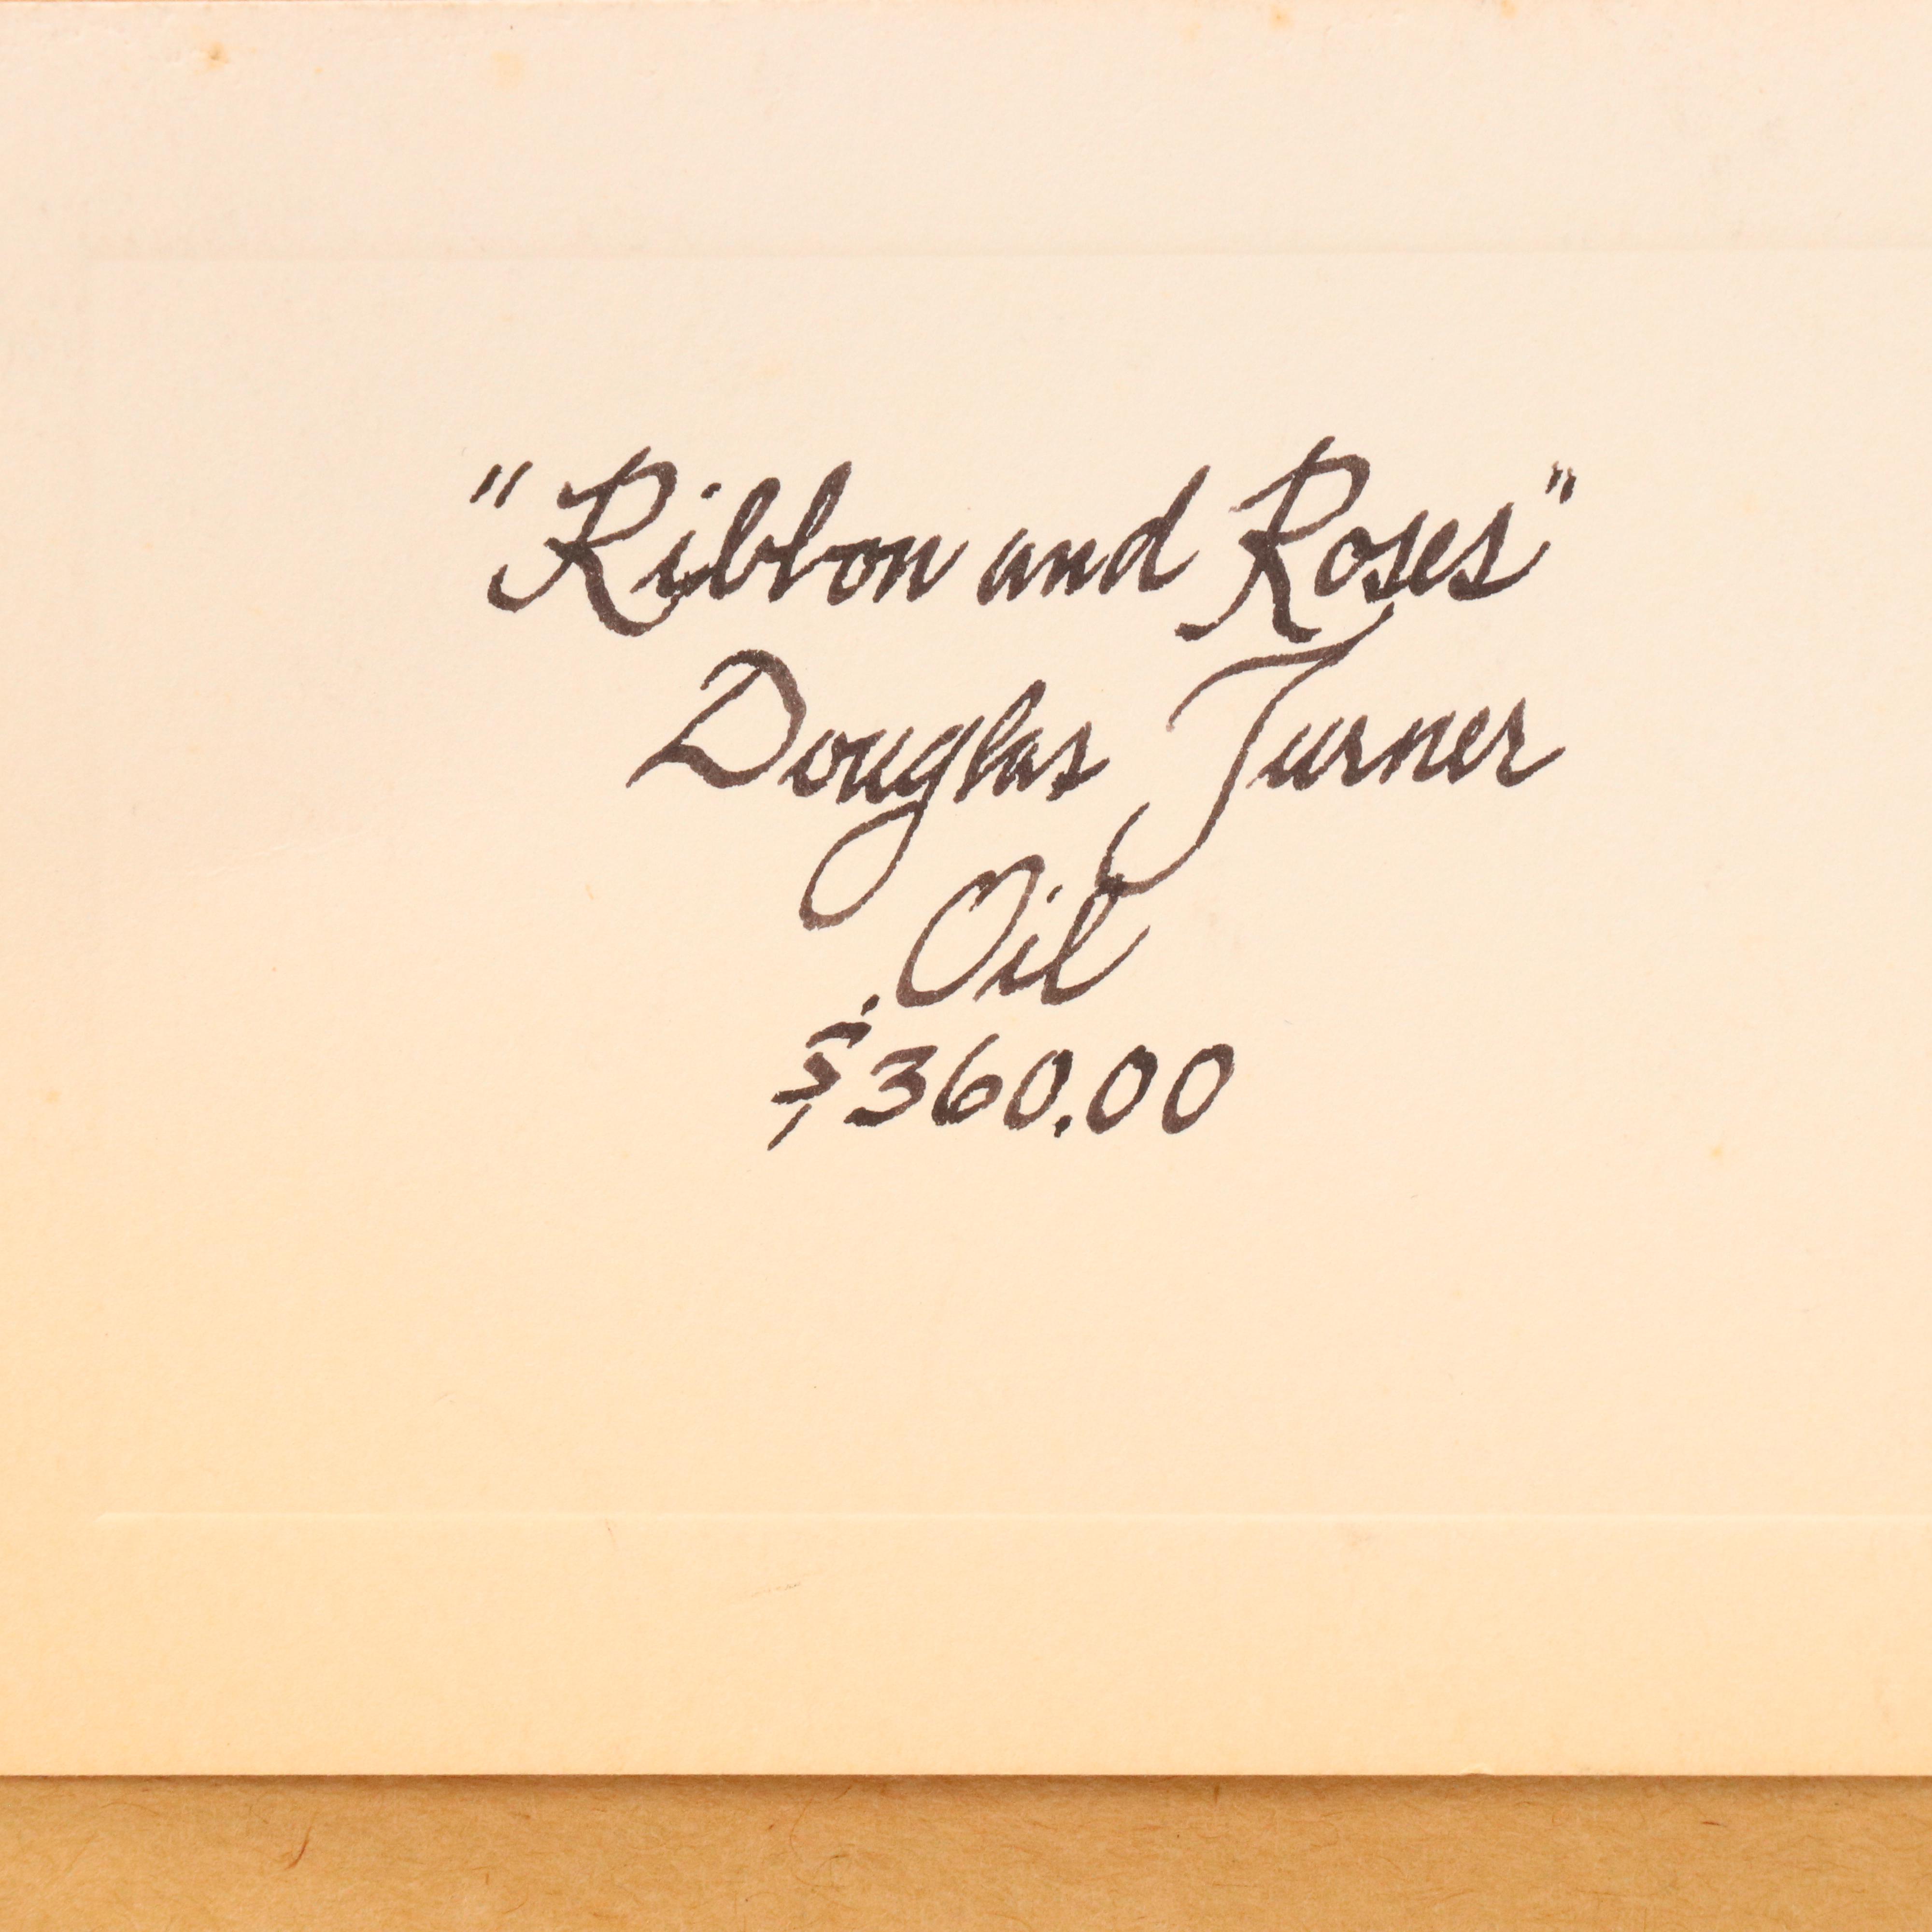 "Ribbon and Roses"
Douglas Turner
Oil
$360.00